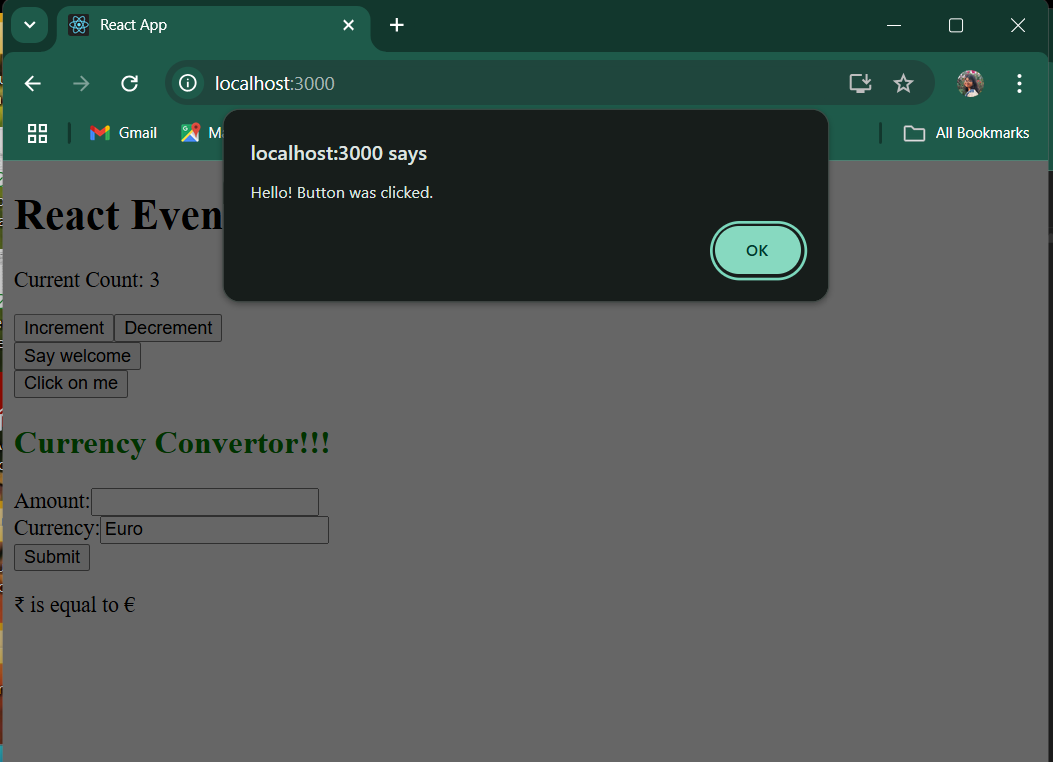 React App
localhost:3000
Gmail
All Bookmarks
localhost:3000 says
Hello! Button was clicked.
OK
React Even
Current Count: 3
Increment Decrement
Say welcome
Click on me
Currency Convertor!!!
Amount:
Currency: Euro
Submit
₹ is equal to €